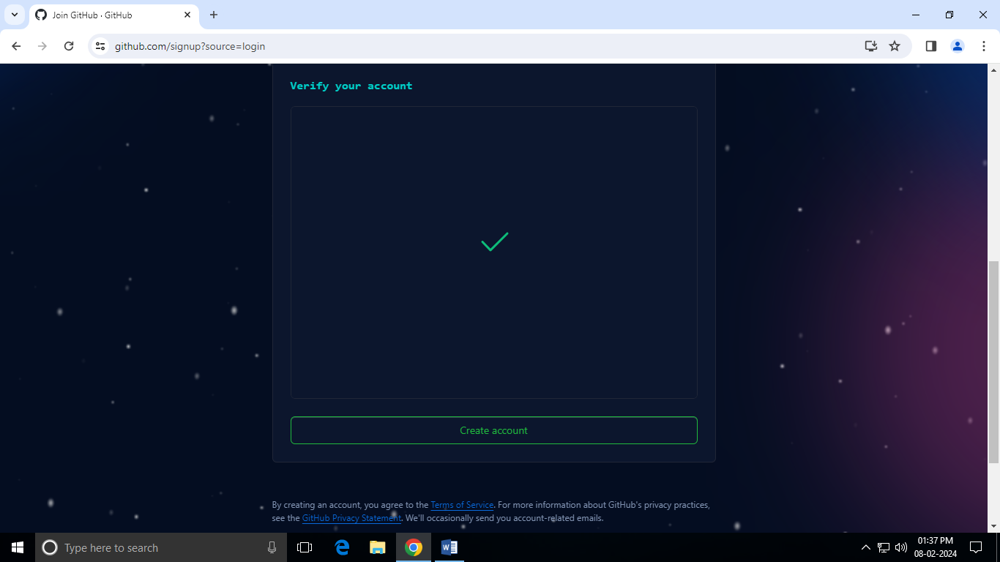 Join GitHub · GitHub
github.com/signup?source=login
Verify your account
Create account
By creating an account, you agree to the Terms of Service. For more information about GitHub's privacy practices,
see the GitHub Privacy Statement. We'll occasionally send you account-related emails.
Type here to search
01:37 PM
08-02-2024